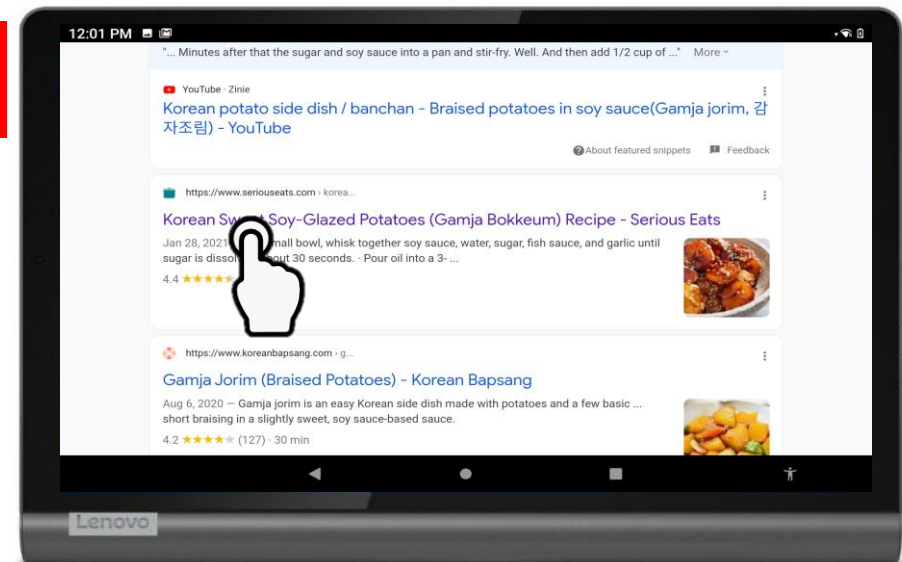 12:01 PM
"... Minutes after that the sugar and soy sauce into a pan and stir-fry. Well. And then add 1/2 cup of ..." More
YouTube · Zinie
Korean potato side dish / banchan - Braised potatoes in soy sauce(Gamja jorim, 감
자조림) - YouTube
About featured snippets Feedback
https://www.seriouseats.com › korea...
Korean Soy-Glazed Potatoes (Gamja Bokkeum) Recipe - Serious Eats
Jan 28, 2021 bowl, whisk together soy sauce, water, sugar, fish sauce, and garlic until
sugar is 30 seconds. · Pour oil into a 3- ...
4.4 ★★★★
https://www.koreanbapsang.com › g...
Gamja Jorim (Braised Potatoes) - Korean Bapsang
Aug 6, 2020 — Gamja jorim is an easy Korean side dish made with potatoes and a few basic ...
short braising in a slightly sweet, soy sauce-based sauce.
4.2 ★★★★★ (127) · 30 min
Lenovo